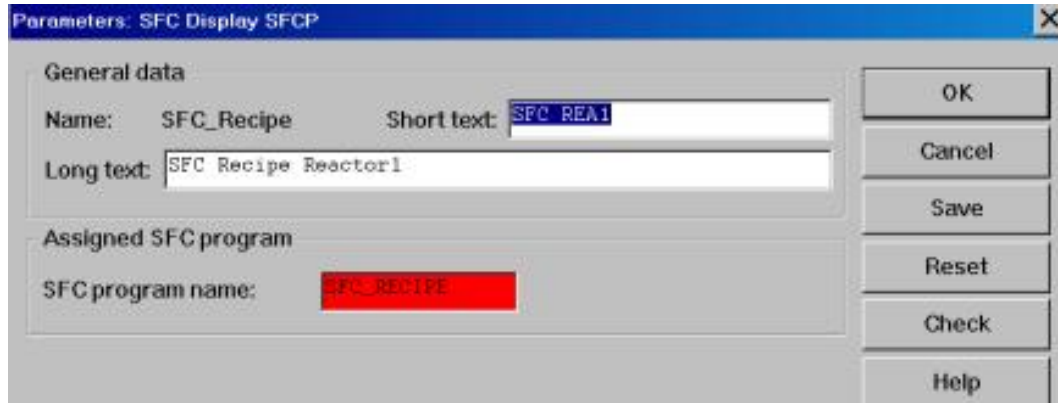 Parameters: SFC Display SFCP
General data
Name: SFC_Recipe Short text: SFC REA1
Long text: SFC Recipe Reactor1
Assigned SFC program
SFC program name: SFC_RECIPE
OK
Cancel
Save
Reset
Check
Help